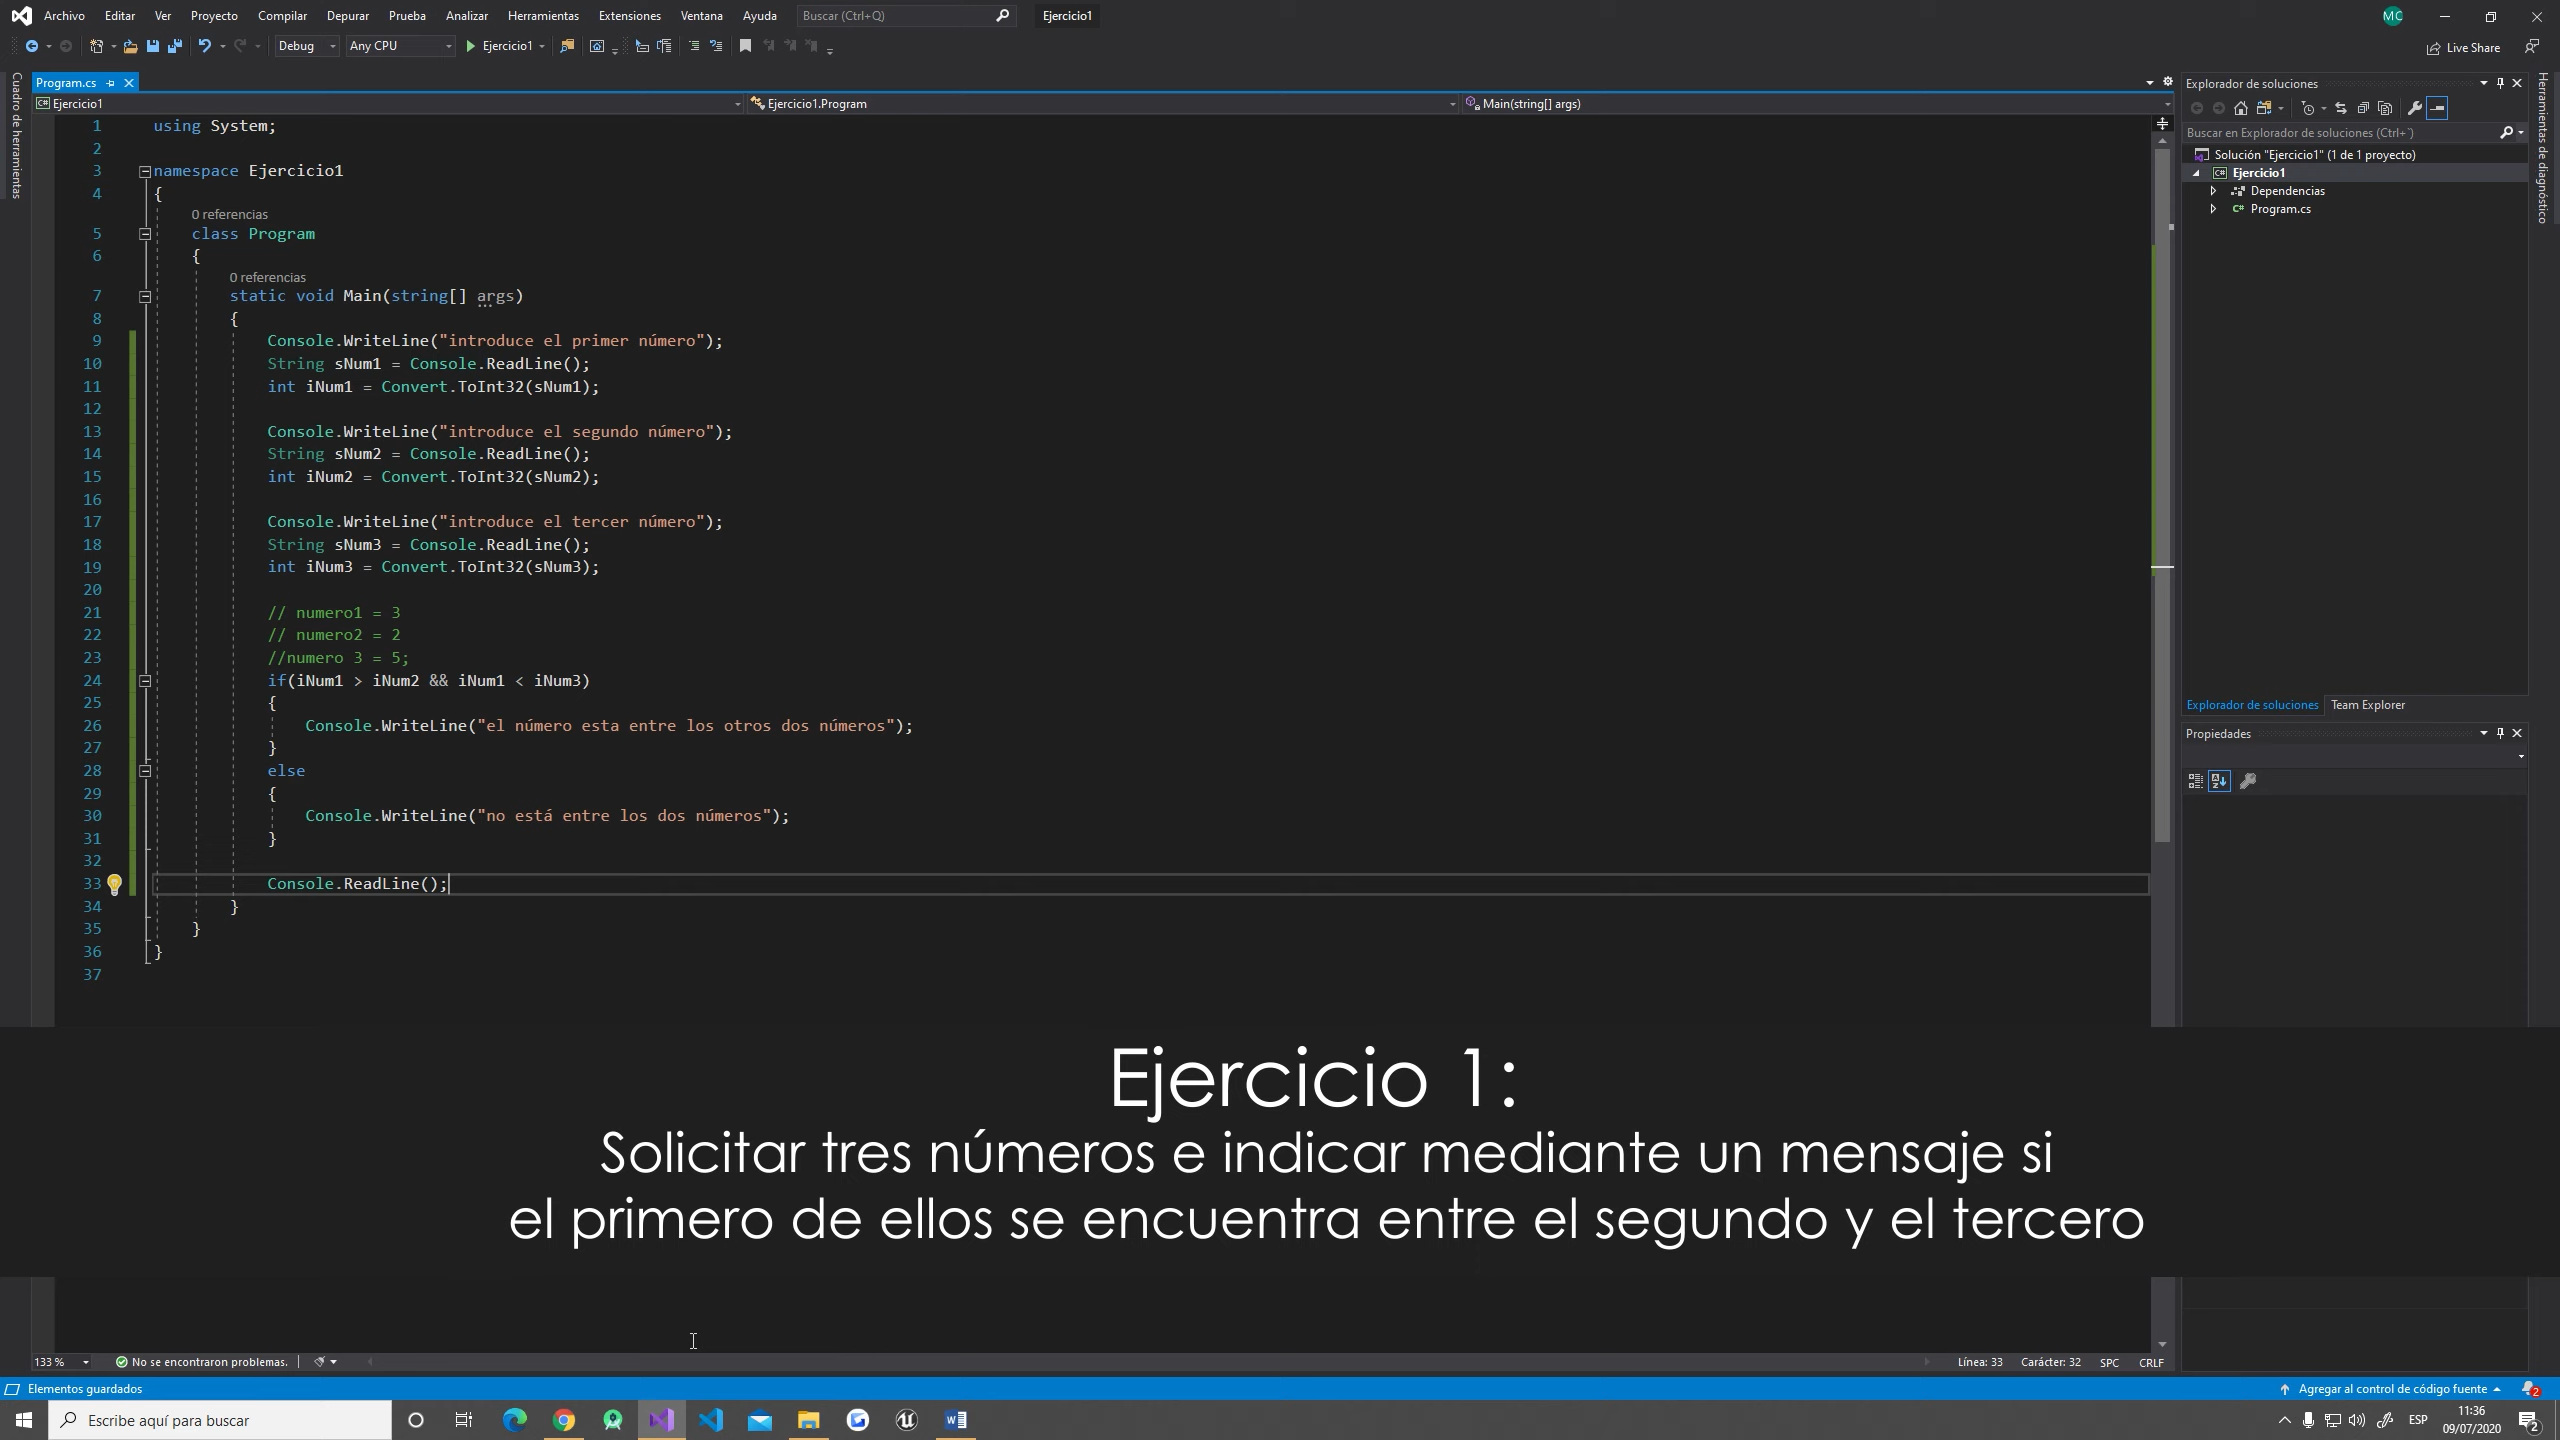 Archivo Editar Ver Proyecto Compilar Depurar Prueba Analizar Herramientas Extensiones Ventana Ayuda Buscar (Ctrl+Q) Ejercicio1 MC
Debug Any CPU Ejercicio1 Live Share
Cuadro de herramientas
Program.cs
Ejercicio1 Ejercicio1.Program Main(string[] args)
1 using System;
2
3 namespace Ejercicio1
4 {
0 referencias
5 class Program
6 {
0 referencias
7 static void Main(string[] args)
8 {
9 Console.WriteLine("introduce el primer número");
10 String sNum1 = Console.ReadLine();
11 int iNum1 = Convert.ToInt32(sNum1);
12
13 Console.WriteLine("introduce el segundo número");
14 String sNum2 = Console.ReadLine();
15 int iNum2 = Convert.ToInt32(sNum2);
16
17 Console.WriteLine("introduce el tercer número");
18 String sNum3 = Console.ReadLine();
19 int iNum3 = Convert.ToInt32(sNum3);
20
21 // numero1 = 3
22 // numero2 = 2
23 //numero 3 = 5;
24 if(iNum1 > iNum2 && iNum1 < iNum3)
25 {
26 Console.WriteLine("el número esta entre los otros dos números");
27 }
28 else
29 {
30 Console.WriteLine("no está entre los dos números");
31 }
32
33 Console.ReadLine();
34 }
35 }
36 }
37
Explorador de soluciones
Buscar en Explorador de soluciones (Ctrl+`)
Solución "Ejercicio1" (1 de 1 proyecto)
Ejercicio1
Dependencias
Program.cs
Explorador de soluciones Team Explorer
Propiedades
Herramientas de diagnóstico
Ejercicio 1:
Solicitar tres números e indicar mediante un mensaje si
el primero de ellos se encuentra entre el segundo y el tercero
133 % No se encontraron problemas. Línea: 33 Carácter: 32 SPC CRLF
Elementos guardados Agregar al control de código fuente 2
Escribe aquí para buscar ESP 11:36
09/07/2020 2